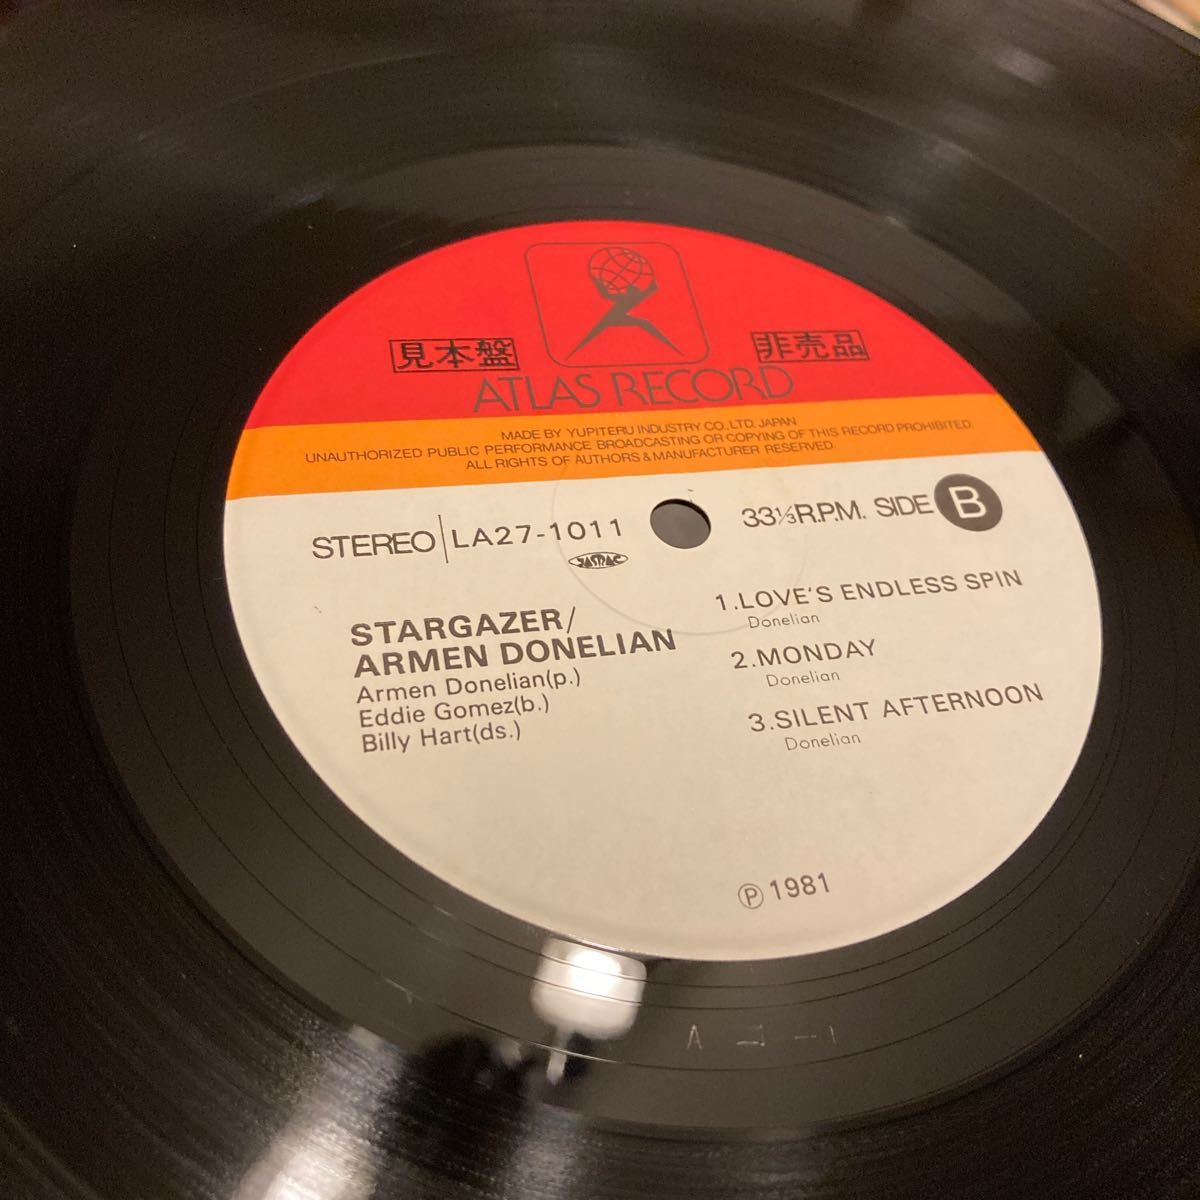 見本盤
非売品
ATLAS RECORD
MADE BY YUPITERU INDUSTRY CO.,LTD. JAPAN
UNAUTHORIZED PUBLIC PERFORMANCE BROADCASTING OR COPYING OF THIS RECORD PROHIBITED.
ALL RIGHTS OF AUTHORS & MANUFACTURER RESERVED.
STEREO LA27-1011
JASRAC
33⅓R.P.M. SIDE B
STARGAZER/
ARMEN DONELIAN
Armen Donelian(p.)
Eddie Gomez(b.)
Billy Hart(ds.)
1.LOVE'S ENDLESS SPIN
Donelian
2.MONDAY
Donelian
3.SILENT AFTERNOON
Donelian
℗ 1981